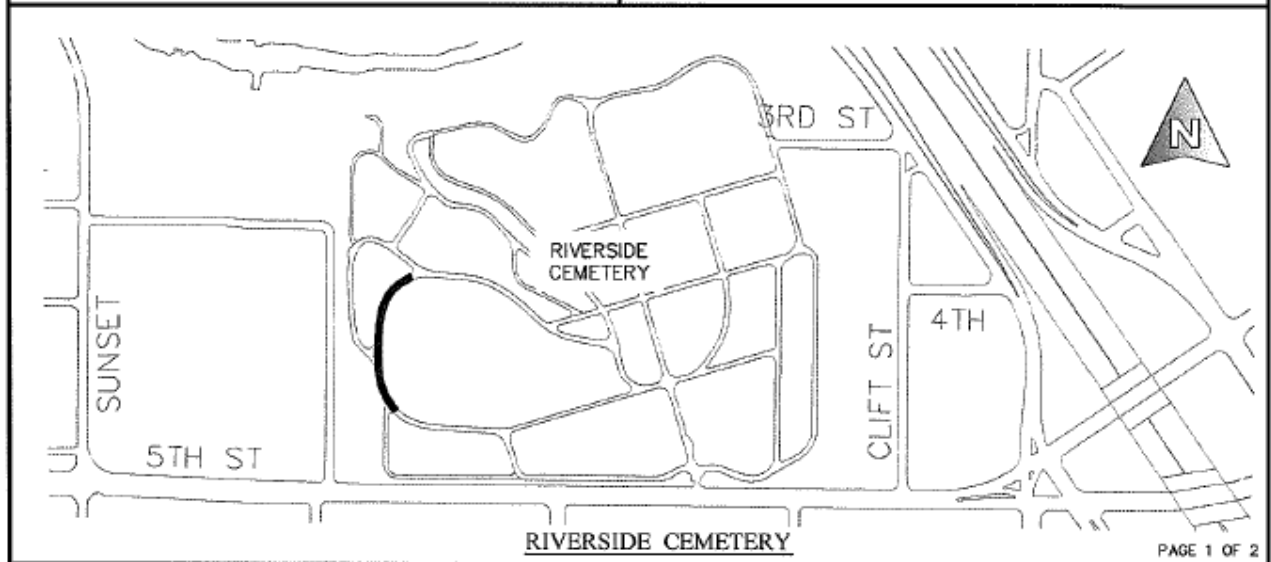 3RD ST
N
RIVERSIDE
CEMETERY
SUNSET
4TH
CLIFT ST
5TH ST
RIVERSIDE CEMETERY
PAGE 1 OF 2